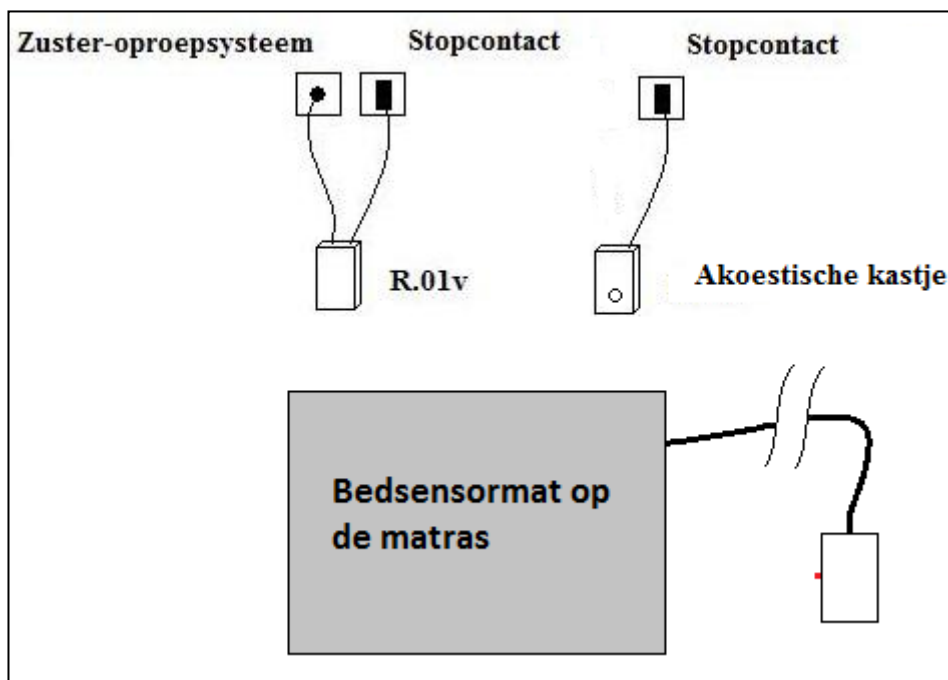 Zuster-oproepsysteem
Stopcontact
Stopcontact
R.01v
Akoestische kastje
Bedsensormat op
de matras